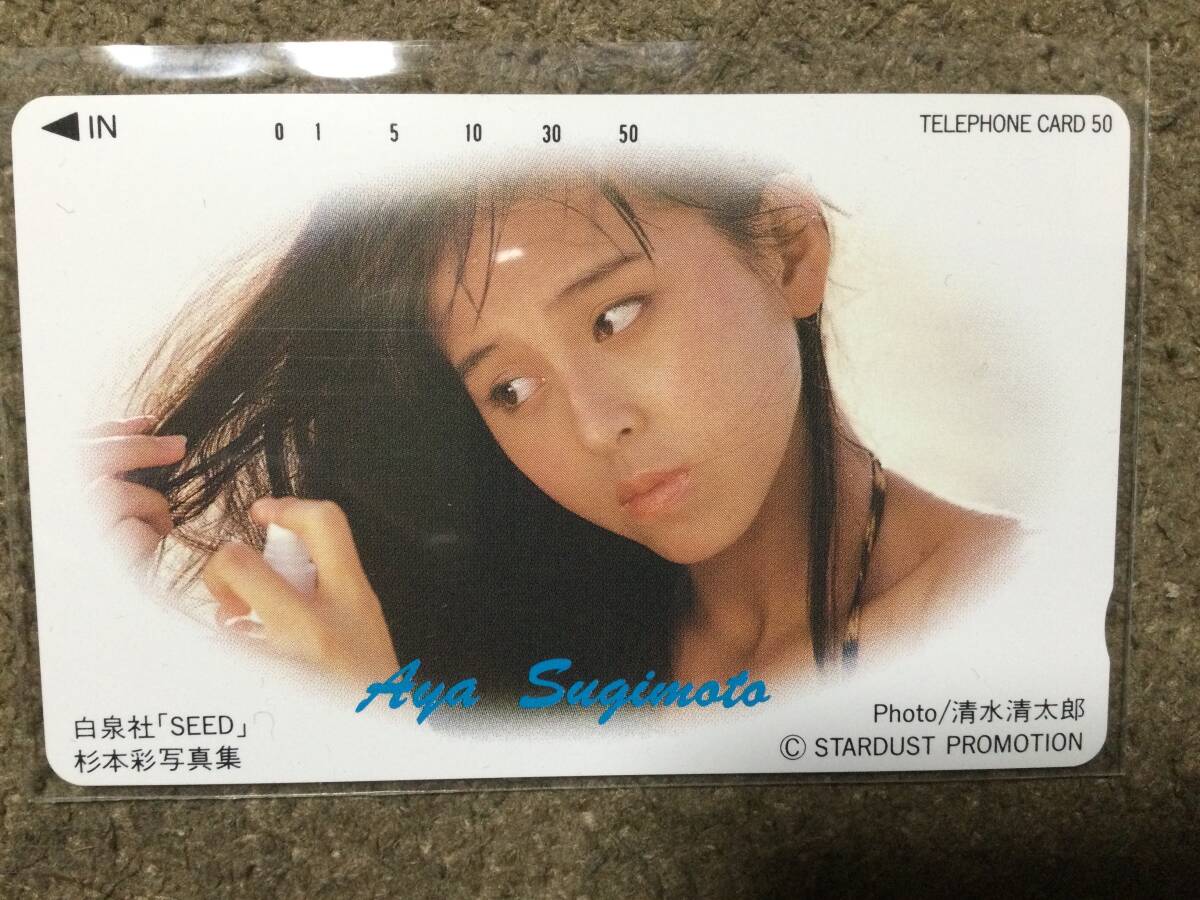 ◀IN
0 1 5 10 30 50
TELEPHONE CARD 50
Aya Sugimoto
白泉社「SEED」
杉本彩写真集
Photo/清水清太郎
© STARDUST PROMOTION